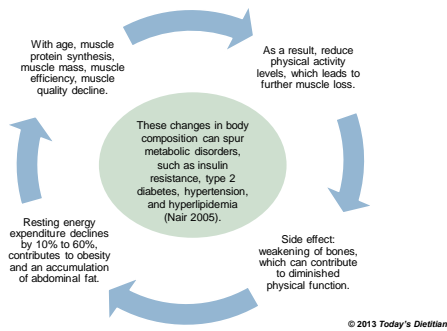 With age, muscle
protein synthesis,
muscle mass, muscle
efficiency, muscle
quality decline.
As a result, reduce
physical activity
levels, which leads to
further muscle loss.
These changes in body
composition can spur
metabolic disorders,
such as insulin
resistance, type 2
diabetes, hypertension,
and hyperlipidemia
(Nair 2005).
Side effect:
weakening of bones,
which can contribute
to diminished
physical function.
Resting energy
expenditure declines
by 10% to 60%,
contributes to obesity
and an accumulation
of abdominal fat.
© 2013 Today's Dietitian